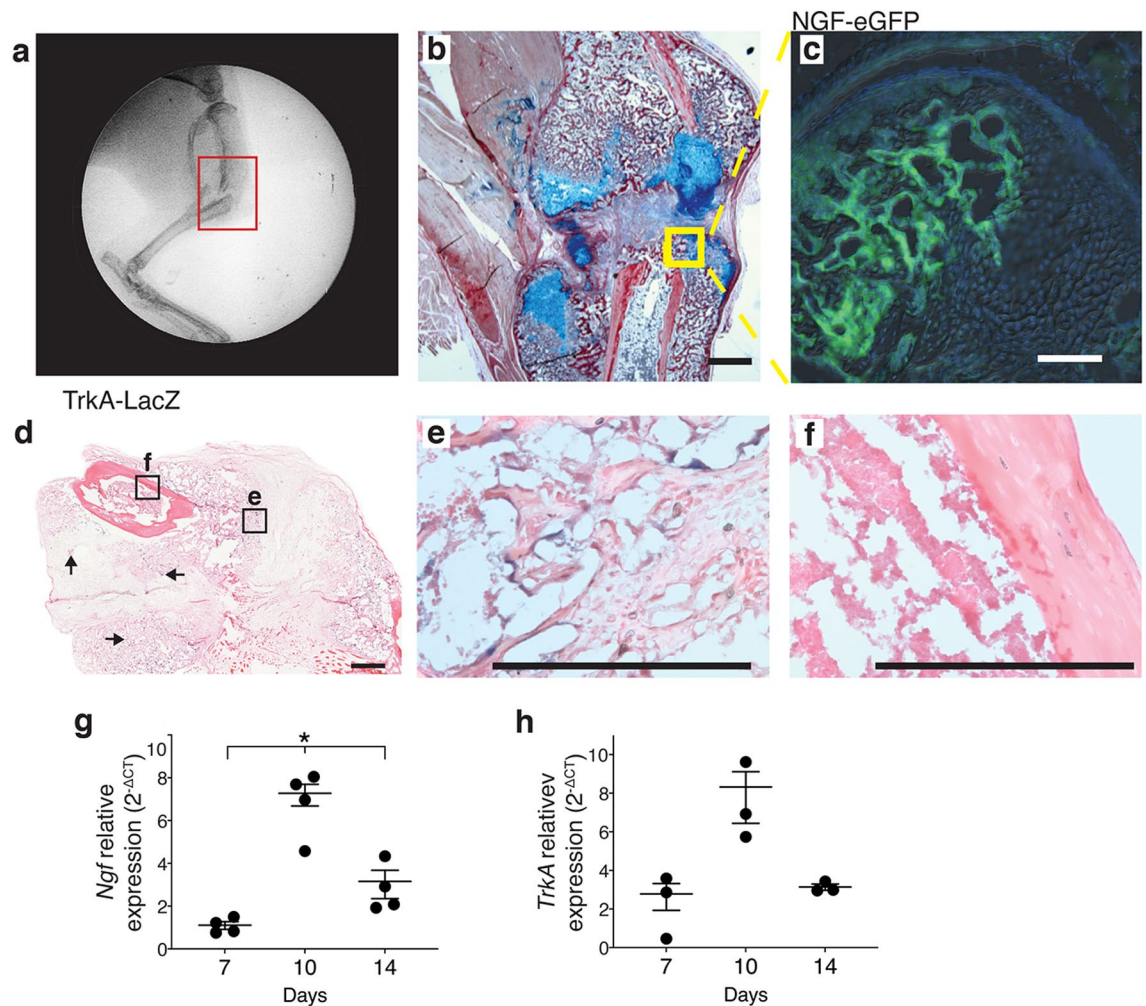 NGF-eGFP
a
b
c
TrkA-LacZ
d
f
e
e
f
g
*
Ngf relative
expression (2-ΔCT)
10
8
6
4
2
0
7
10
14
Days
h
TrkA relativev
expression (2-ΔCT)
10
8
6
4
2
0
7
10
14
Days